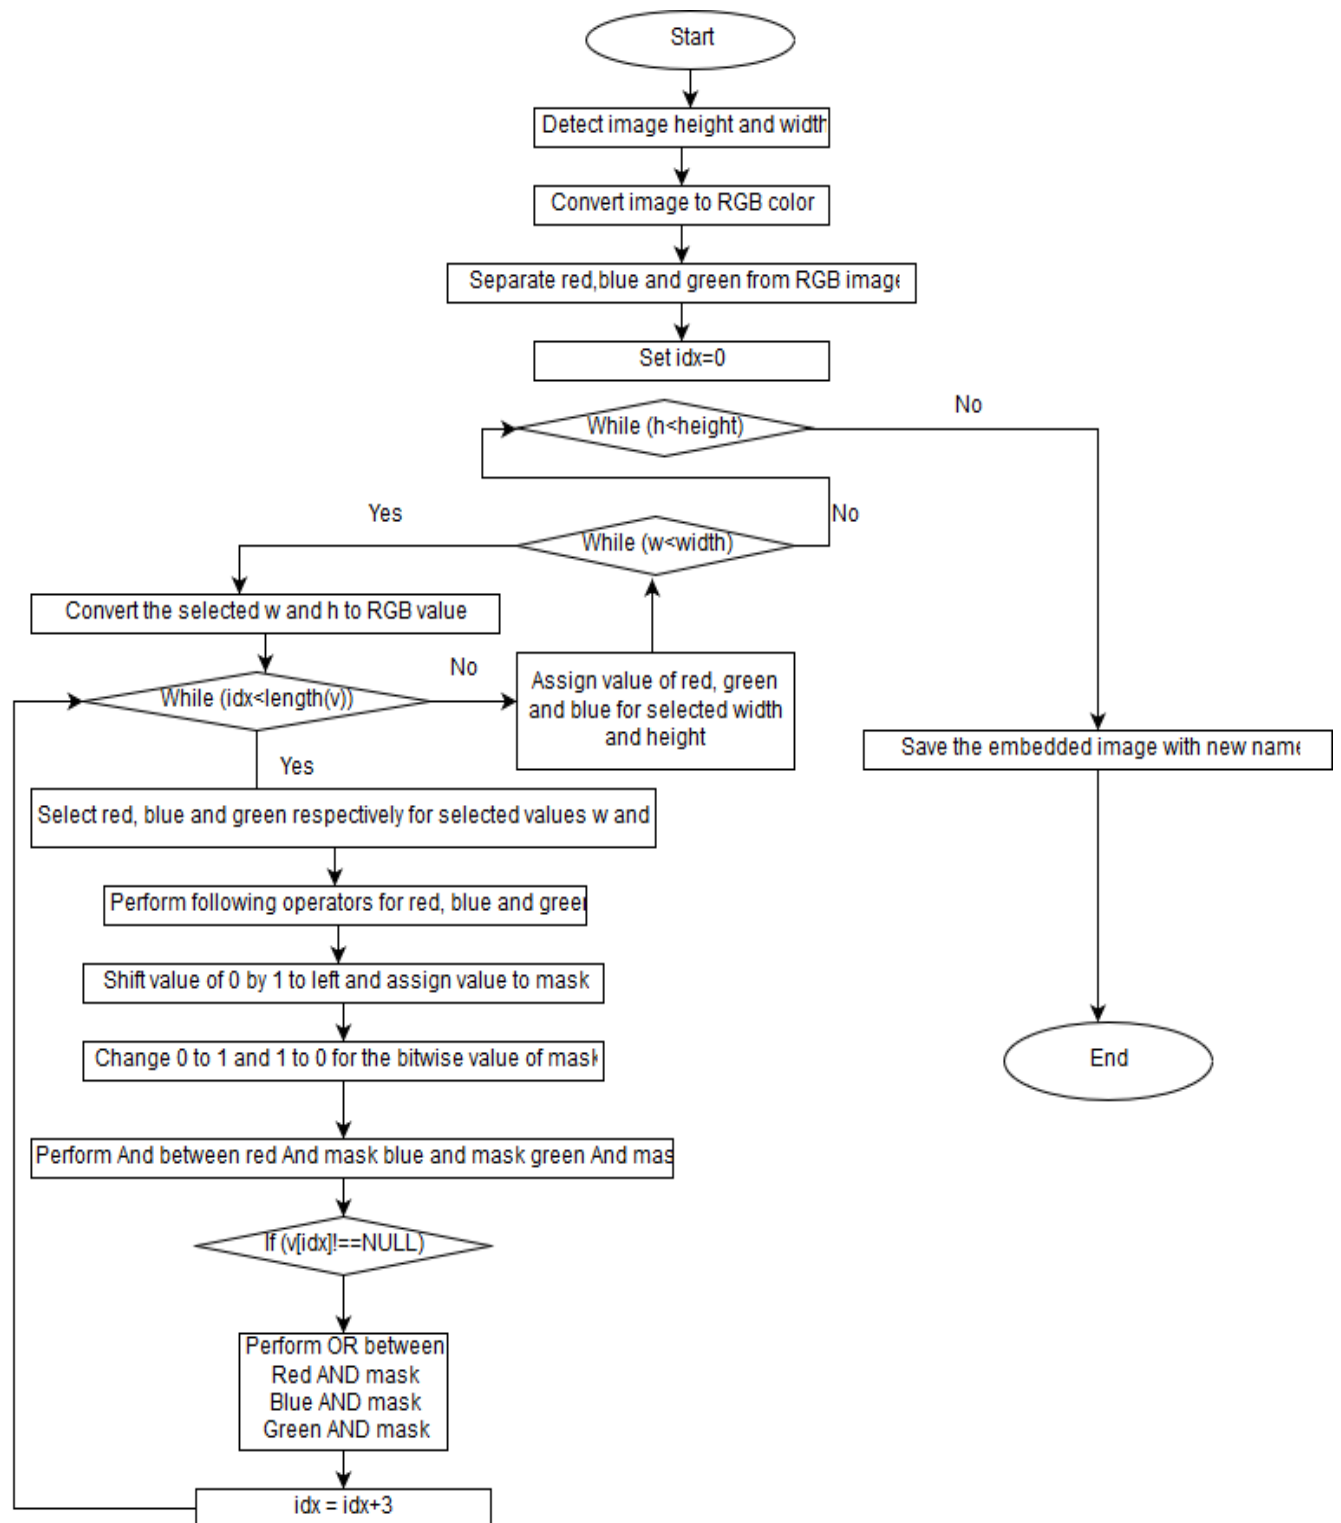 Start
Detect image height and width
Convert image to RGB color
Separate red,blue and green from RGB image
Set idx=0
While (h<height)
No
Yes
While (w<width)
No
Convert the selected w and h to RGB value
While (idx<length(v))
No
Assign value of red, green
and blue for selected width
and height
Save the embedded image with new name
Yes
Select red, blue and green respectively for selected values w and
Perform following operators for red, blue and green
Shift value of 0 by 1 to left and assign value to mask
Change 0 to 1 and 1 to 0 for the bitwise value of mask
End
Perform And between red And mask blue and mask green And mas
If (v[idx]!==NULL)
Perform OR between
Red AND mask
Blue AND mask
Green AND mask
idx = idx+3